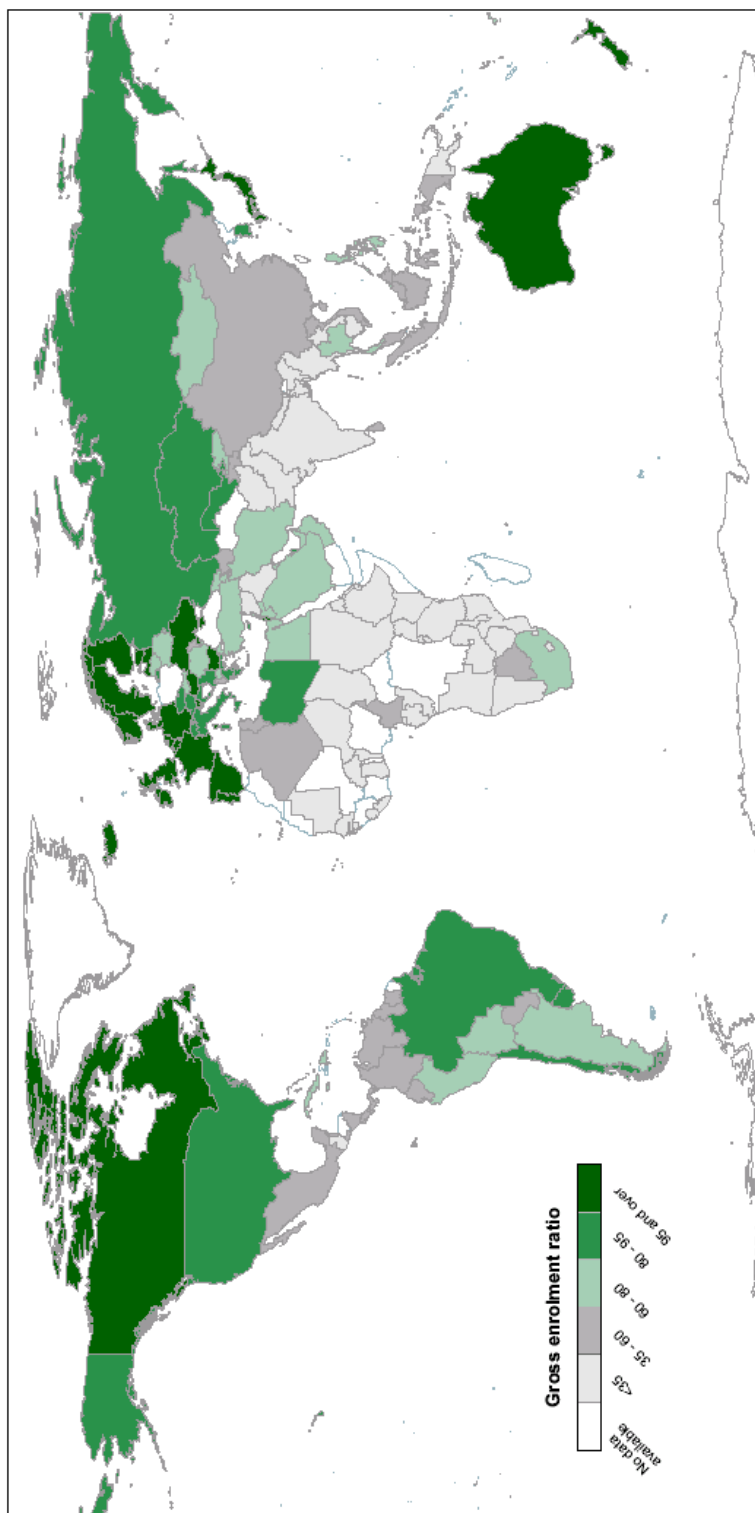 Gross enrolment ratio
No data
available
<35
35 - 60
60 - 80
80 - 95
95 and over